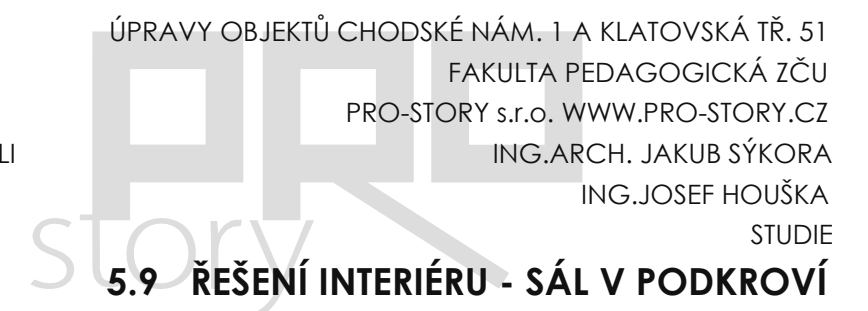 ÚPRAVY OBJEKTŮ CHODSKÉ NÁM. 1 A KLATOVSKÁ TŘ. 51
FAKULTA PEDAGOGICKÁ ZČU
PRO-STORY s.r.o. WWW.PRO-STORY.CZ
LI ING.ARCH. JAKUB SÝKORA
ING.JOSEF HOUŠKA
STUDIE
5.9 ŘEŠENÍ INTERIÉRU - SÁL V PODKROVÍ
PRO
story